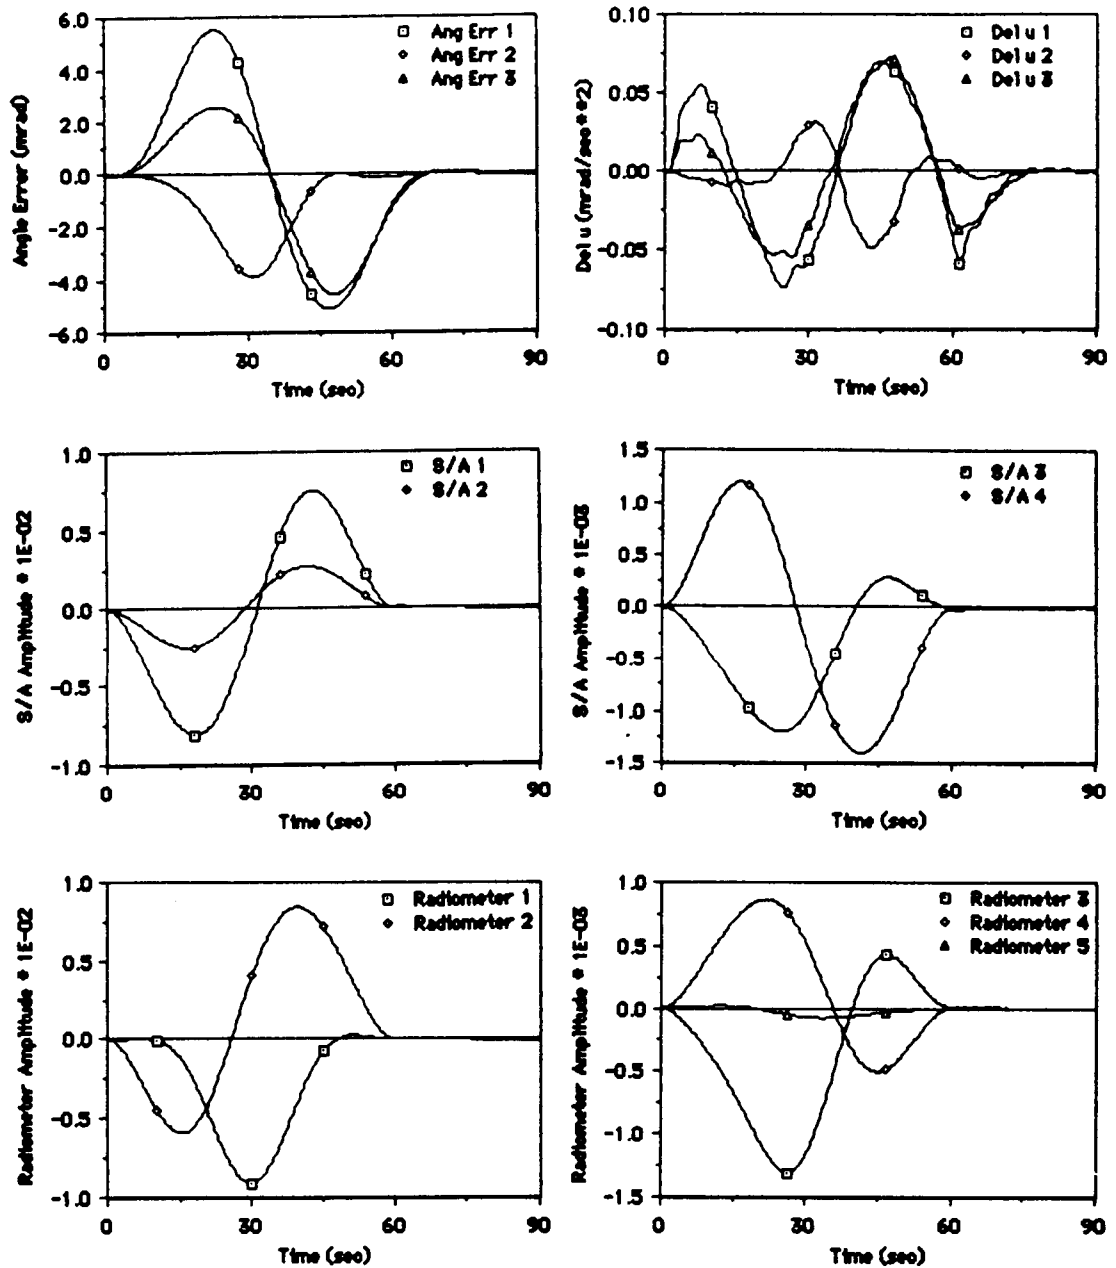 6.0
4.0
2.0
0.0
-2.0
-4.0
-6.0
Angle Error (mrad)
Ang Err 1
Ang Err 2
Ang Err 3
0
30
60
90
Time (sec)
0.10
0.05
0.00
-0.05
-0.10
Del u (mrad/sec**2)
Del u 1
Del u 2
Del u 3
0
30
60
90
Time (sec)
1.0
0.5
0.0
-0.5
-1.0
S/A Amplitude * 1E-02
S/A 1
S/A 2
0
30
60
90
Time (sec)
1.5
1.0
0.5
0.0
-0.5
-1.0
-1.5
S/A Amplitude * 1E-03
S/A 3
S/A 4
0
30
60
90
Time (sec)
1.0
0.5
0.0
-0.5
-1.0
Radiometer Amplitude * 1E-02
Radiometer 1
Radiometer 2
0
30
60
90
Time (sec)
1.0
0.5
0.0
-0.5
-1.0
-1.5
Radiometer Amplitude * 1E-03
Radiometer 3
Radiometer 4
Radiometer 5
0
30
60
90
Time (sec)